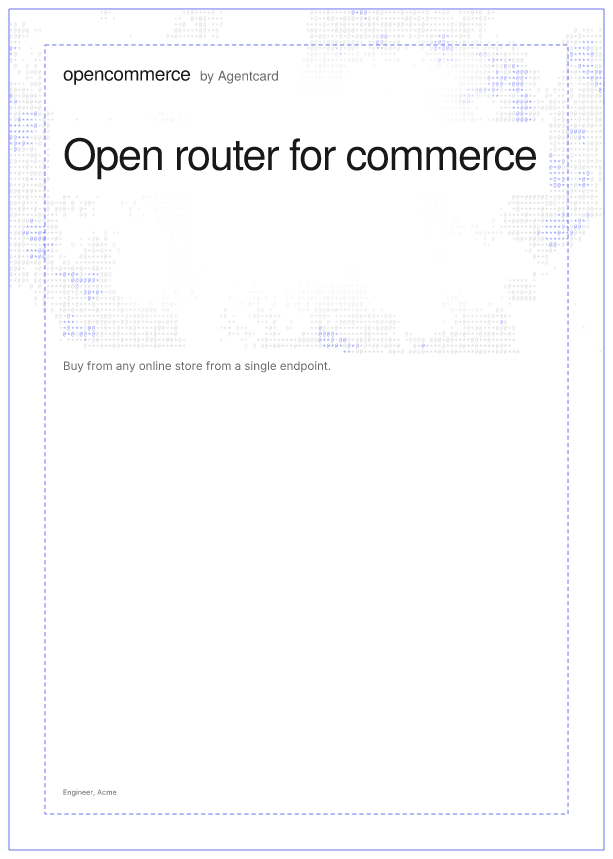 opencommerce by Agentcard
Open router for commerce
Buy from any online store from a single endpoint.
Engineer, Acme